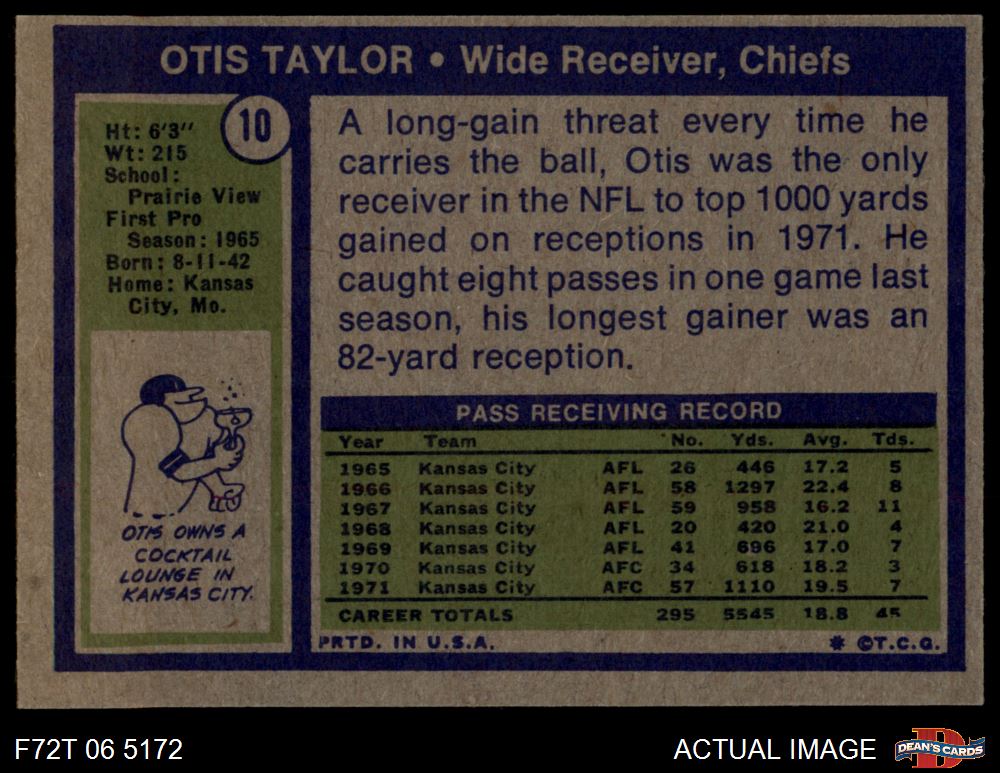 OTIS TAYLOR • Wide Receiver, Chiefs
10
Ht: 6'3"
Wt: 215
School:
Prairie View
First Pro
Season: 1965
Born: 8-11-42
Home: Kansas
City, Mo.
OTIS OWNS A
COCKTAIL
LOUNGE IN
KANSAS CITY.
A long-gain threat every time he
carries the ball, Otis was the only
receiver in the NFL to top 1000 yards
gained on receptions in 1971. He
caught eight passes in one game last
season, his longest gainer was an
82-yard reception.
PASS RECEIVING RECORD
Year Team No. Yds. Avg. Tds.
1965 Kansas City AFL 26 446 17.2 5
1966 Kansas City AFL 58 1297 22.4 8
1967 Kansas City AFL 59 958 16.2 11
1968 Kansas City AFL 20 420 21.0 4
1969 Kansas City AFL 41 696 17.0 7
1970 Kansas City AFC 34 618 18.2 3
1971 Kansas City AFC 57 1110 19.5 7
CAREER TOTALS 295 5545 18.8 45
PRTD. IN U.S.A. * ©T.C.G.
F72T 06 5172
ACTUAL IMAGE
DEAN'S CARDS